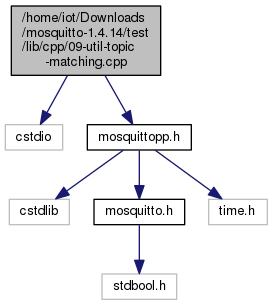 /home/iot/Downloads
/mosquitto-1.4.14/test
/lib/cpp/09-util-topic
-matching.cpp
cstdio
mosquittopp.h
cstdlib
mosquitto.h
time.h
stdbool.h